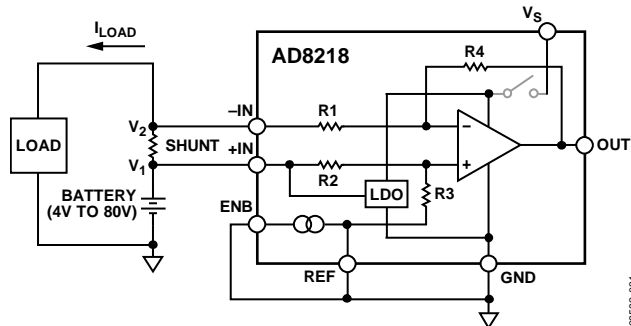 I_LOAD
V_S
AD8218
R4
–IN
R1
V_2
LOAD
SHUNT
+IN
OUT
V_1
R2
BATTERY
(4V TO 80V)
LDO
R3
ENB
REF
GND